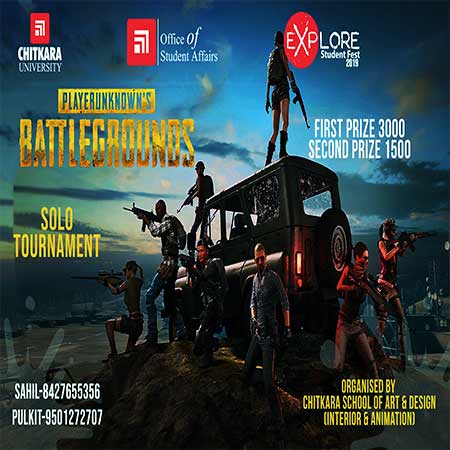 CHITKARA
UNIVERSITY
Office of
Student Affairs
EXPLORE
Student Fest
2019
PLAYERUNKNOWN'S
BATTLEGROUNDS
FIRST PRIZE 3000
SECOND PRIZE 1500
SOLO
TOURNAMENT
SAHIL-8427655356
PULKIT-9501272707
ORGANISED BY
CHITKARA SCHOOL OF ART & DESIGN
(INTERIOR & ANIMATION)